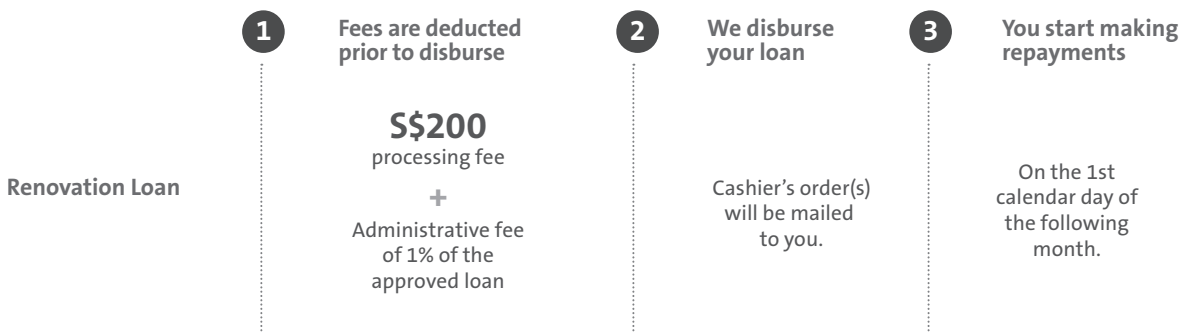 1
Fees are deducted
prior to disburse
2
We disburse
your loan
3
You start making
repayments
Renovation Loan
S$200
processing fee
+
Administrative fee
of 1% of the
approved loan
Cashier's order(s)
will be mailed
to you.
On the 1st
calendar day of
the following
month.